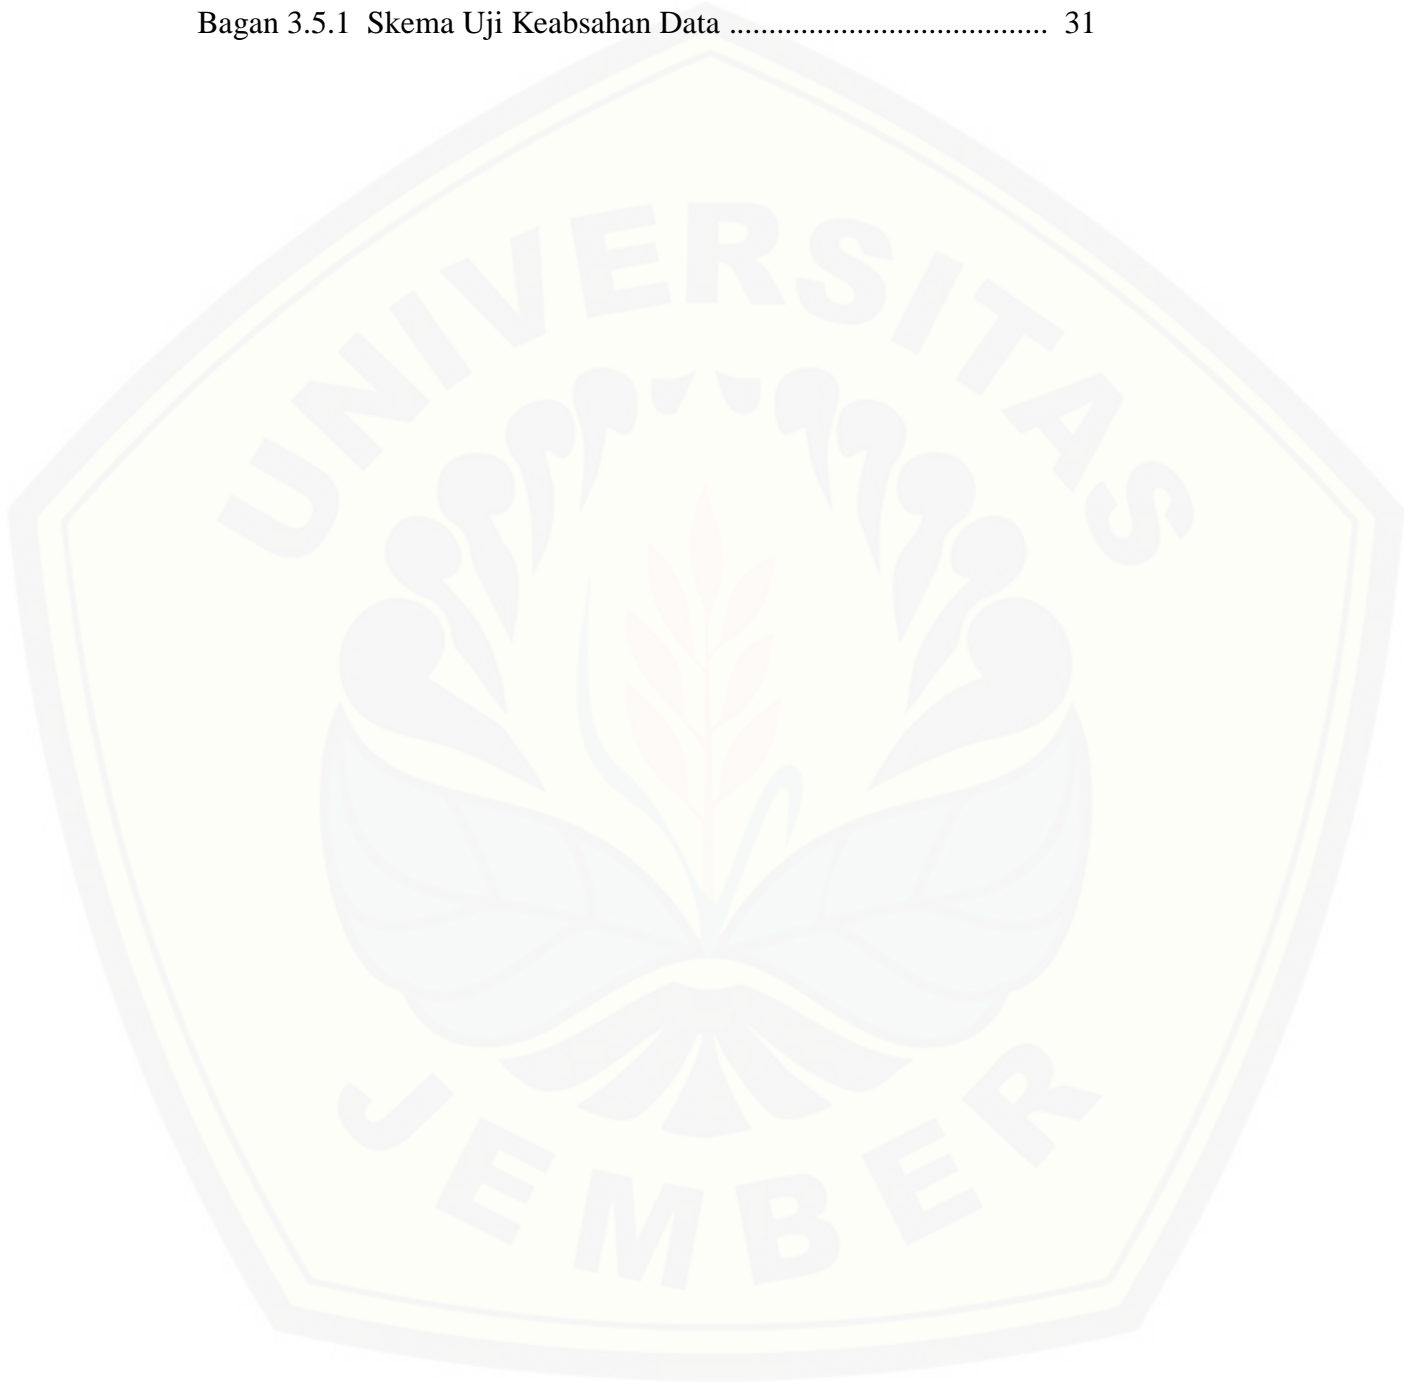 Bagan 3.5.1 Skema Uji Keabsahan Data ........................................ 31
UNIVERSITAS
JEMBER